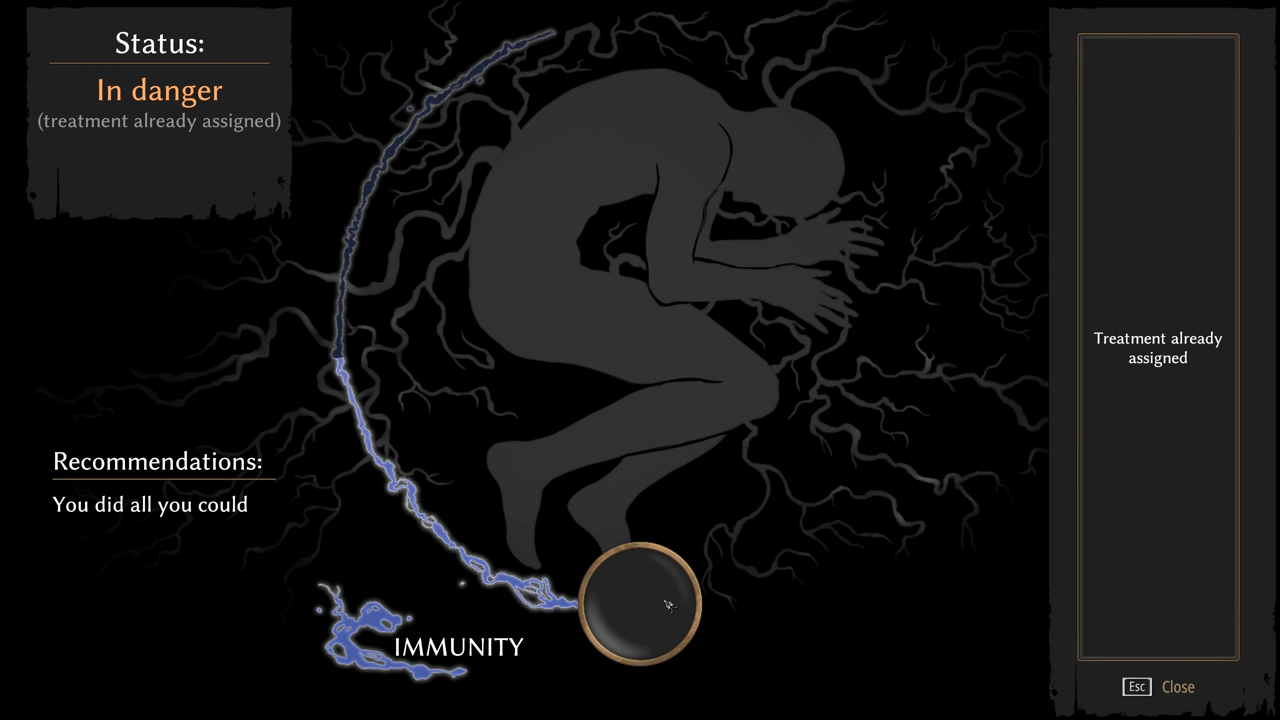 Status:
In danger
(treatment already assigned)
Recommendations:
You did all you could
IMMUNITY
Treatment already
assigned
Esc Close